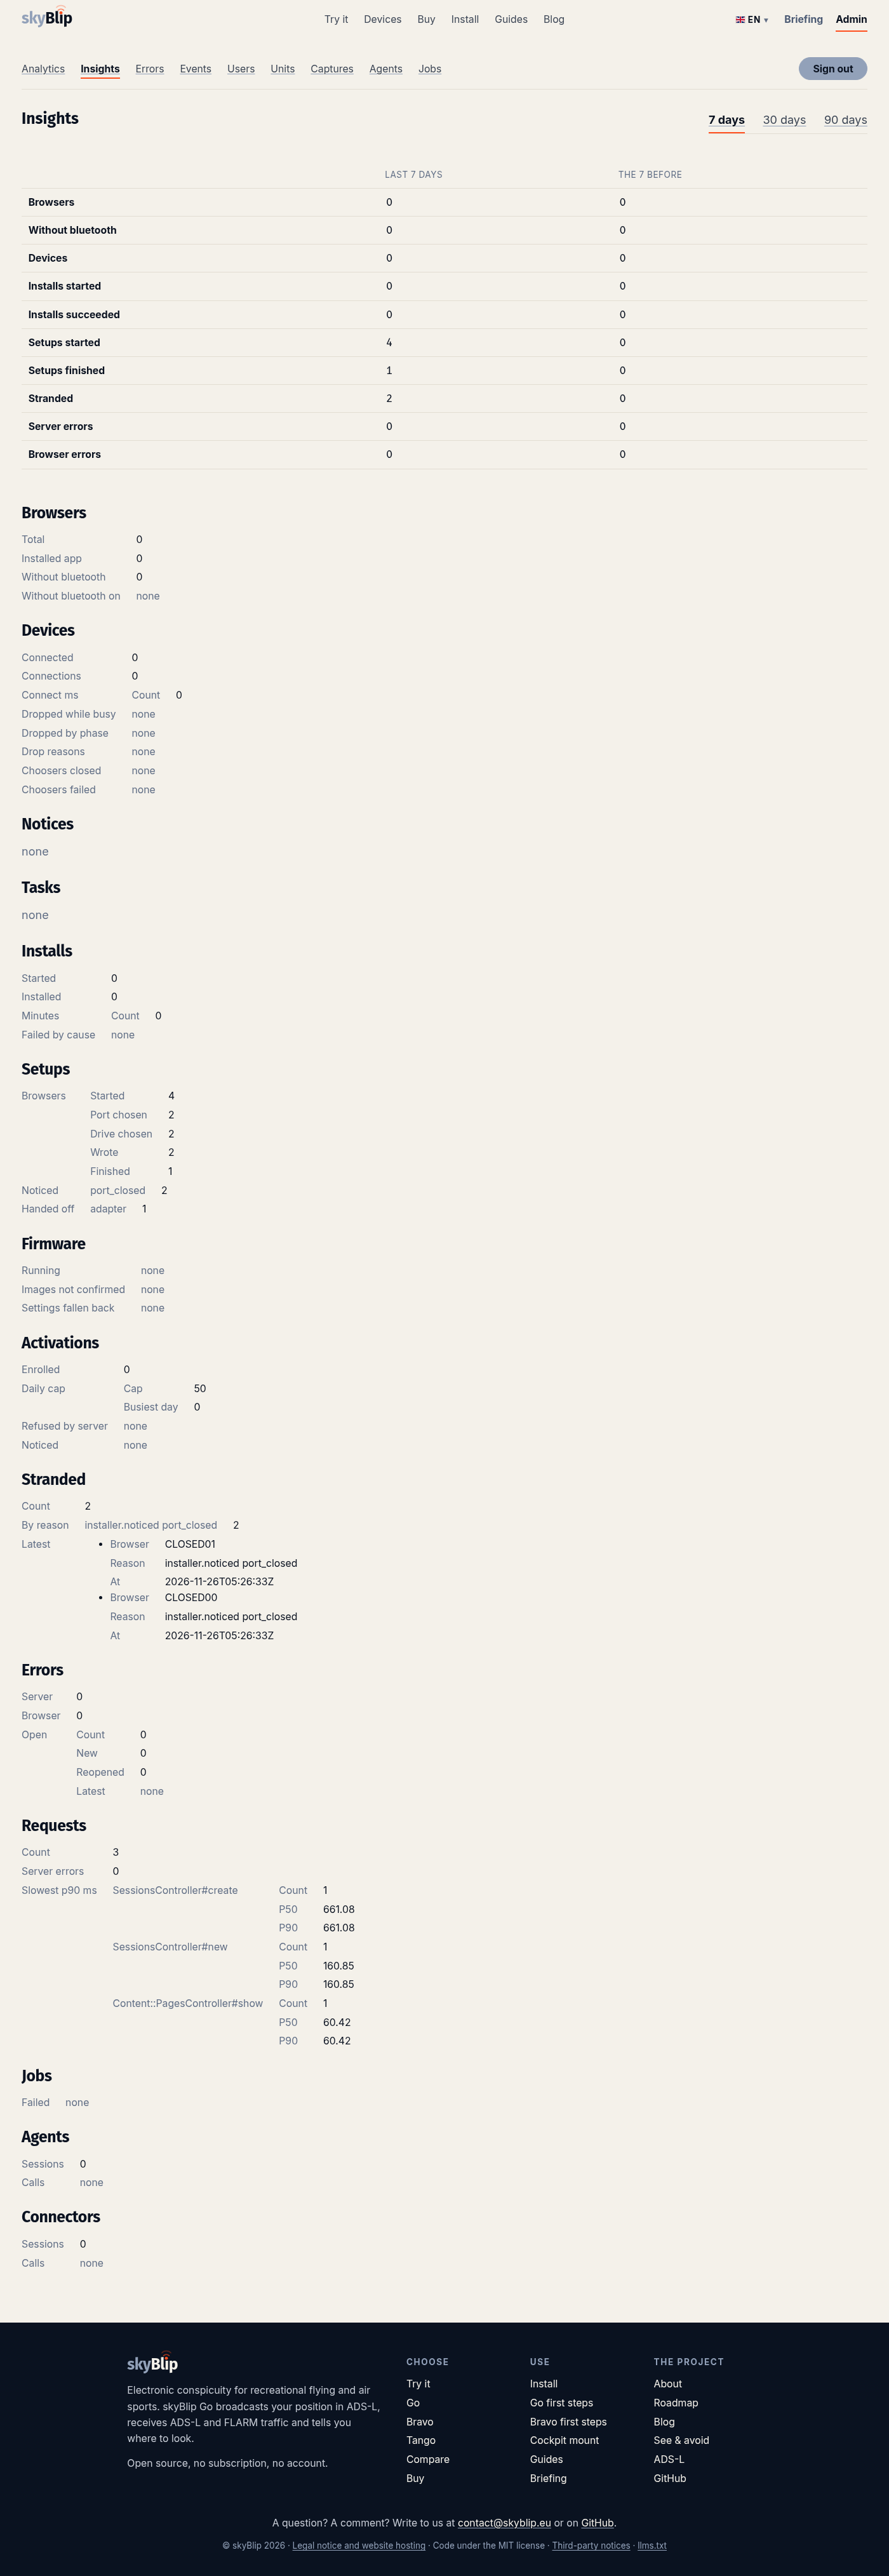 skyBlip
Try it Devices Buy Install Guides Blog
EN ▾ Briefing Admin
Analytics Insights Errors Events Users Units Captures Agents Jobs
Sign out
Insights
7 days 30 days 90 days
LAST 7 DAYS THE 7 BEFORE
Browsers 0 0
Without bluetooth 0 0
Devices 0 0
Installs started 0 0
Installs succeeded 0 0
Setups started 4 0
Setups finished 1 0
Stranded 2 0
Server errors 0 0
Browser errors 0 0
Browsers
Total 0
Installed app 0
Without bluetooth 0
Without bluetooth on none
Devices
Connected 0
Connections 0
Connect ms Count 0
Dropped while busy none
Dropped by phase none
Drop reasons none
Choosers closed none
Choosers failed none
Notices
none
Tasks
none
Installs
Started 0
Installed 0
Minutes Count 0
Failed by cause none
Setups
Browsers Started 4
Port chosen 2
Drive chosen 2
Wrote 2
Finished 1
Noticed port_closed 2
Handed off adapter 1
Firmware
Running none
Images not confirmed none
Settings fallen back none
Activations
Enrolled 0
Daily cap Cap 50
Busiest day 0
Refused by server none
Noticed none
Stranded
Count 2
By reason installer.noticed port_closed 2
Latest • Browser CLOSED01
Reason installer.noticed port_closed
At 2026-11-26T05:26:33Z
• Browser CLOSED00
Reason installer.noticed port_closed
At 2026-11-26T05:26:33Z
Errors
Server 0
Browser 0
Open Count 0
New 0
Reopened 0
Latest none
Requests
Count 3
Server errors 0
Slowest p90 ms SessionsController#create Count 1
P50 661.08
P90 661.08
SessionsController#new Count 1
P50 160.85
P90 160.85
Content::PagesController#show Count 1
P50 60.42
P90 60.42
Jobs
Failed none
Agents
Sessions 0
Calls none
Connectors
Sessions 0
Calls none
skyBlip
Electronic conspicuity for recreational flying and air
sports. skyBlip Go broadcasts your position in ADS-L,
receives ADS-L and FLARM traffic and tells you
where to look.
Open source, no subscription, no account.
CHOOSE
Try it
Go
Bravo
Tango
Compare
Buy
USE
Install
Go first steps
Bravo first steps
Cockpit mount
Guides
Briefing
THE PROJECT
About
Roadmap
Blog
See & avoid
ADS-L
GitHub
A question? A comment? Write to us at contact@skyblip.eu or on GitHub.
© skyBlip 2026 · Legal notice and website hosting · Code under the MIT license · Third-party notices · llms.txt